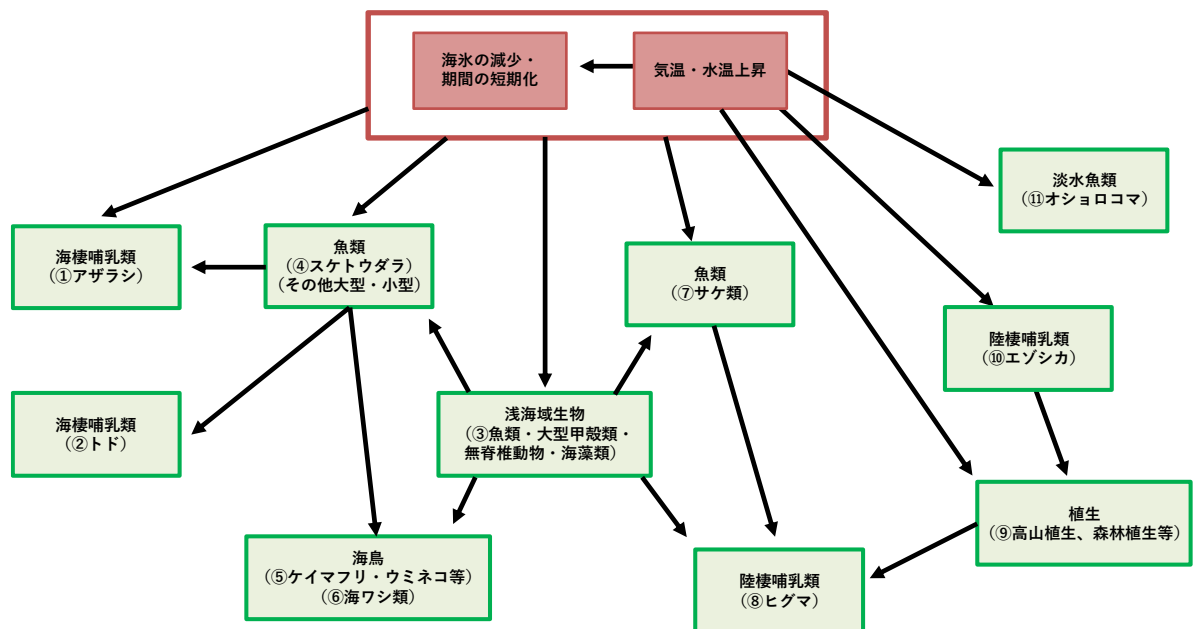 海氷の減少・
期間の短期化
気温・水温上昇
淡水魚類
（⑪オショロコマ）
海棲哺乳類
（①アザラシ）
魚類
（④スケトウダラ）
（その他大型・小型）
魚類
（⑦サケ類）
陸棲哺乳類
（⑩エゾシカ）
海棲哺乳類
（②トド）
浅海域生物
（③魚類・大型甲殻類・
無脊椎動物・海藻類）
植生
（⑨高山植生、森林植生等）
海鳥
（⑤ケイマフリ・ウミネコ等）
（⑥海ワシ類）
陸棲哺乳類
（⑧ヒグマ）